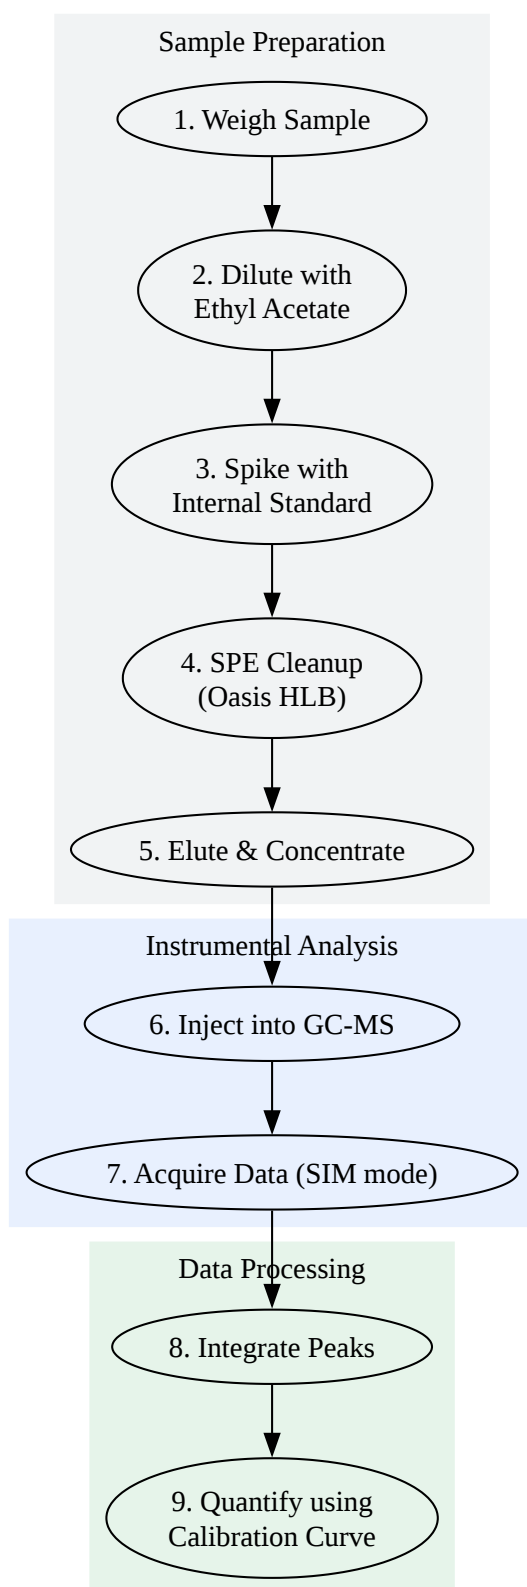 Sample Preparation
1. Weigh Sample
2. Dilute with
Ethyl Acetate
3. Spike with
Internal Standard
4. SPE Cleanup
(Oasis HLB)
5. Elute & Concentrate
Instrumental Analysis
6. Inject into GC-MS
7. Acquire Data (SIM mode)
Data Processing
8. Integrate Peaks
9. Quantify using
Calibration Curve